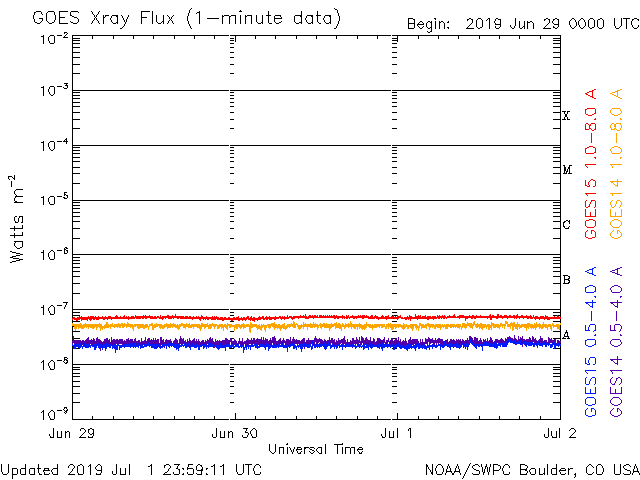 GOES Xray Flux (1-minute data)
Begin: 2019 Jun 29 0000 UTC
10⁻²
10⁻³
10⁻⁴
10⁻⁵
10⁻⁶
10⁻⁷
10⁻⁸
10⁻⁹
Watts m⁻²
X
M
C
B
A
GOES15 1.0-8.0 A
GOES14 1.0-8.0 A
GOES15 0.5-4.0 A
GOES14 0.5-4.0 A
Jun 29 Jun 30 Jul 1 Jul 2
Universal Time
Updated 2019 Jul 1 23:59:11 UTC
NOAA/SWPC Boulder, CO USA